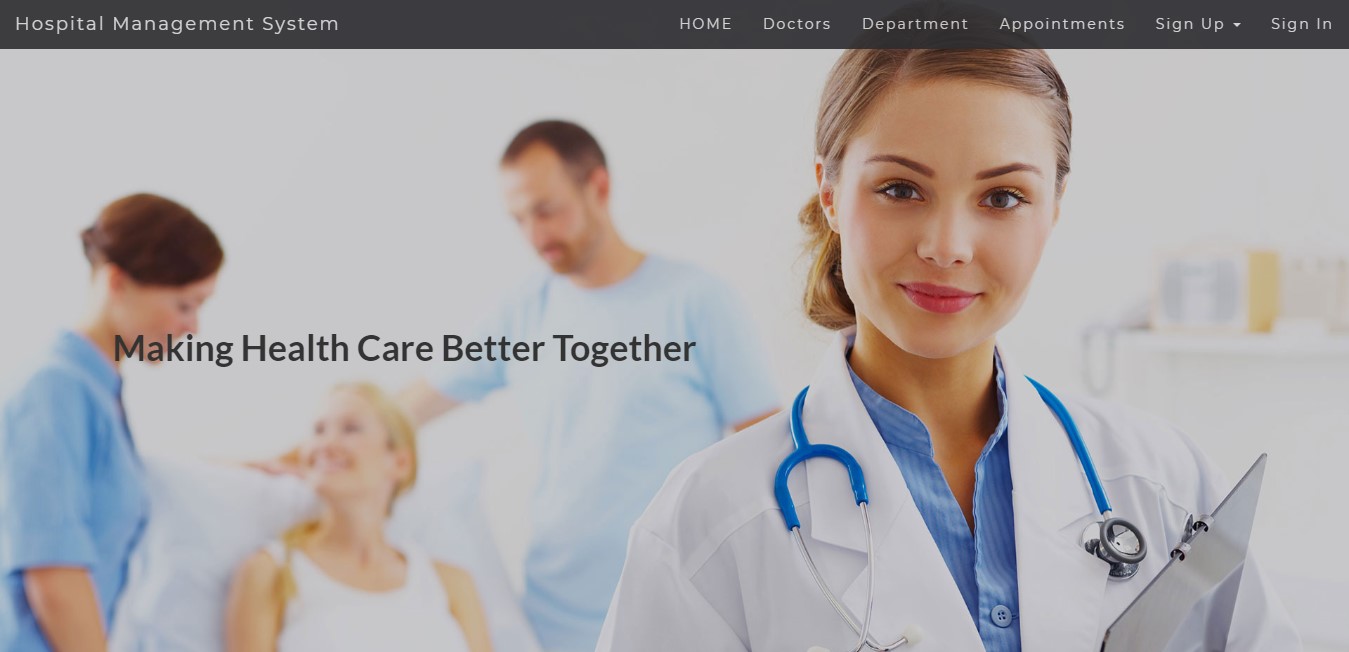 Hospital Management System
HOME Doctors Department Appointments Sign Up Sign In
Making Health Care Better Together